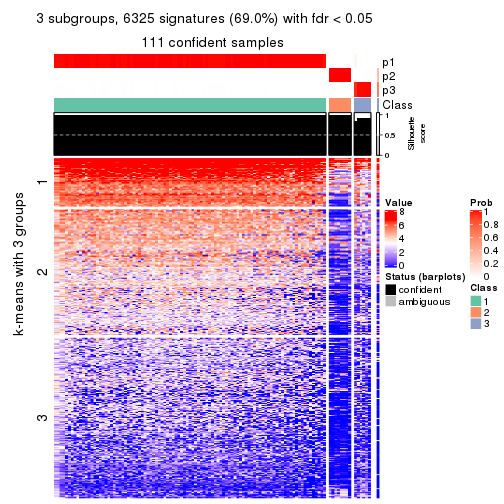 3 subgroups, 6325 signatures (69.0%) with fdr < 0.05
111 confident samples
p1
p2
p3
Class
1
0.5
0
Silhouette
score
k-means with 3 groups
1
2
3
Value
8
6
4
2
0
Status (barplots)
confident
ambiguous
Prob
1
0.8
0.6
0.4
0.2
0
Class
1
2
3